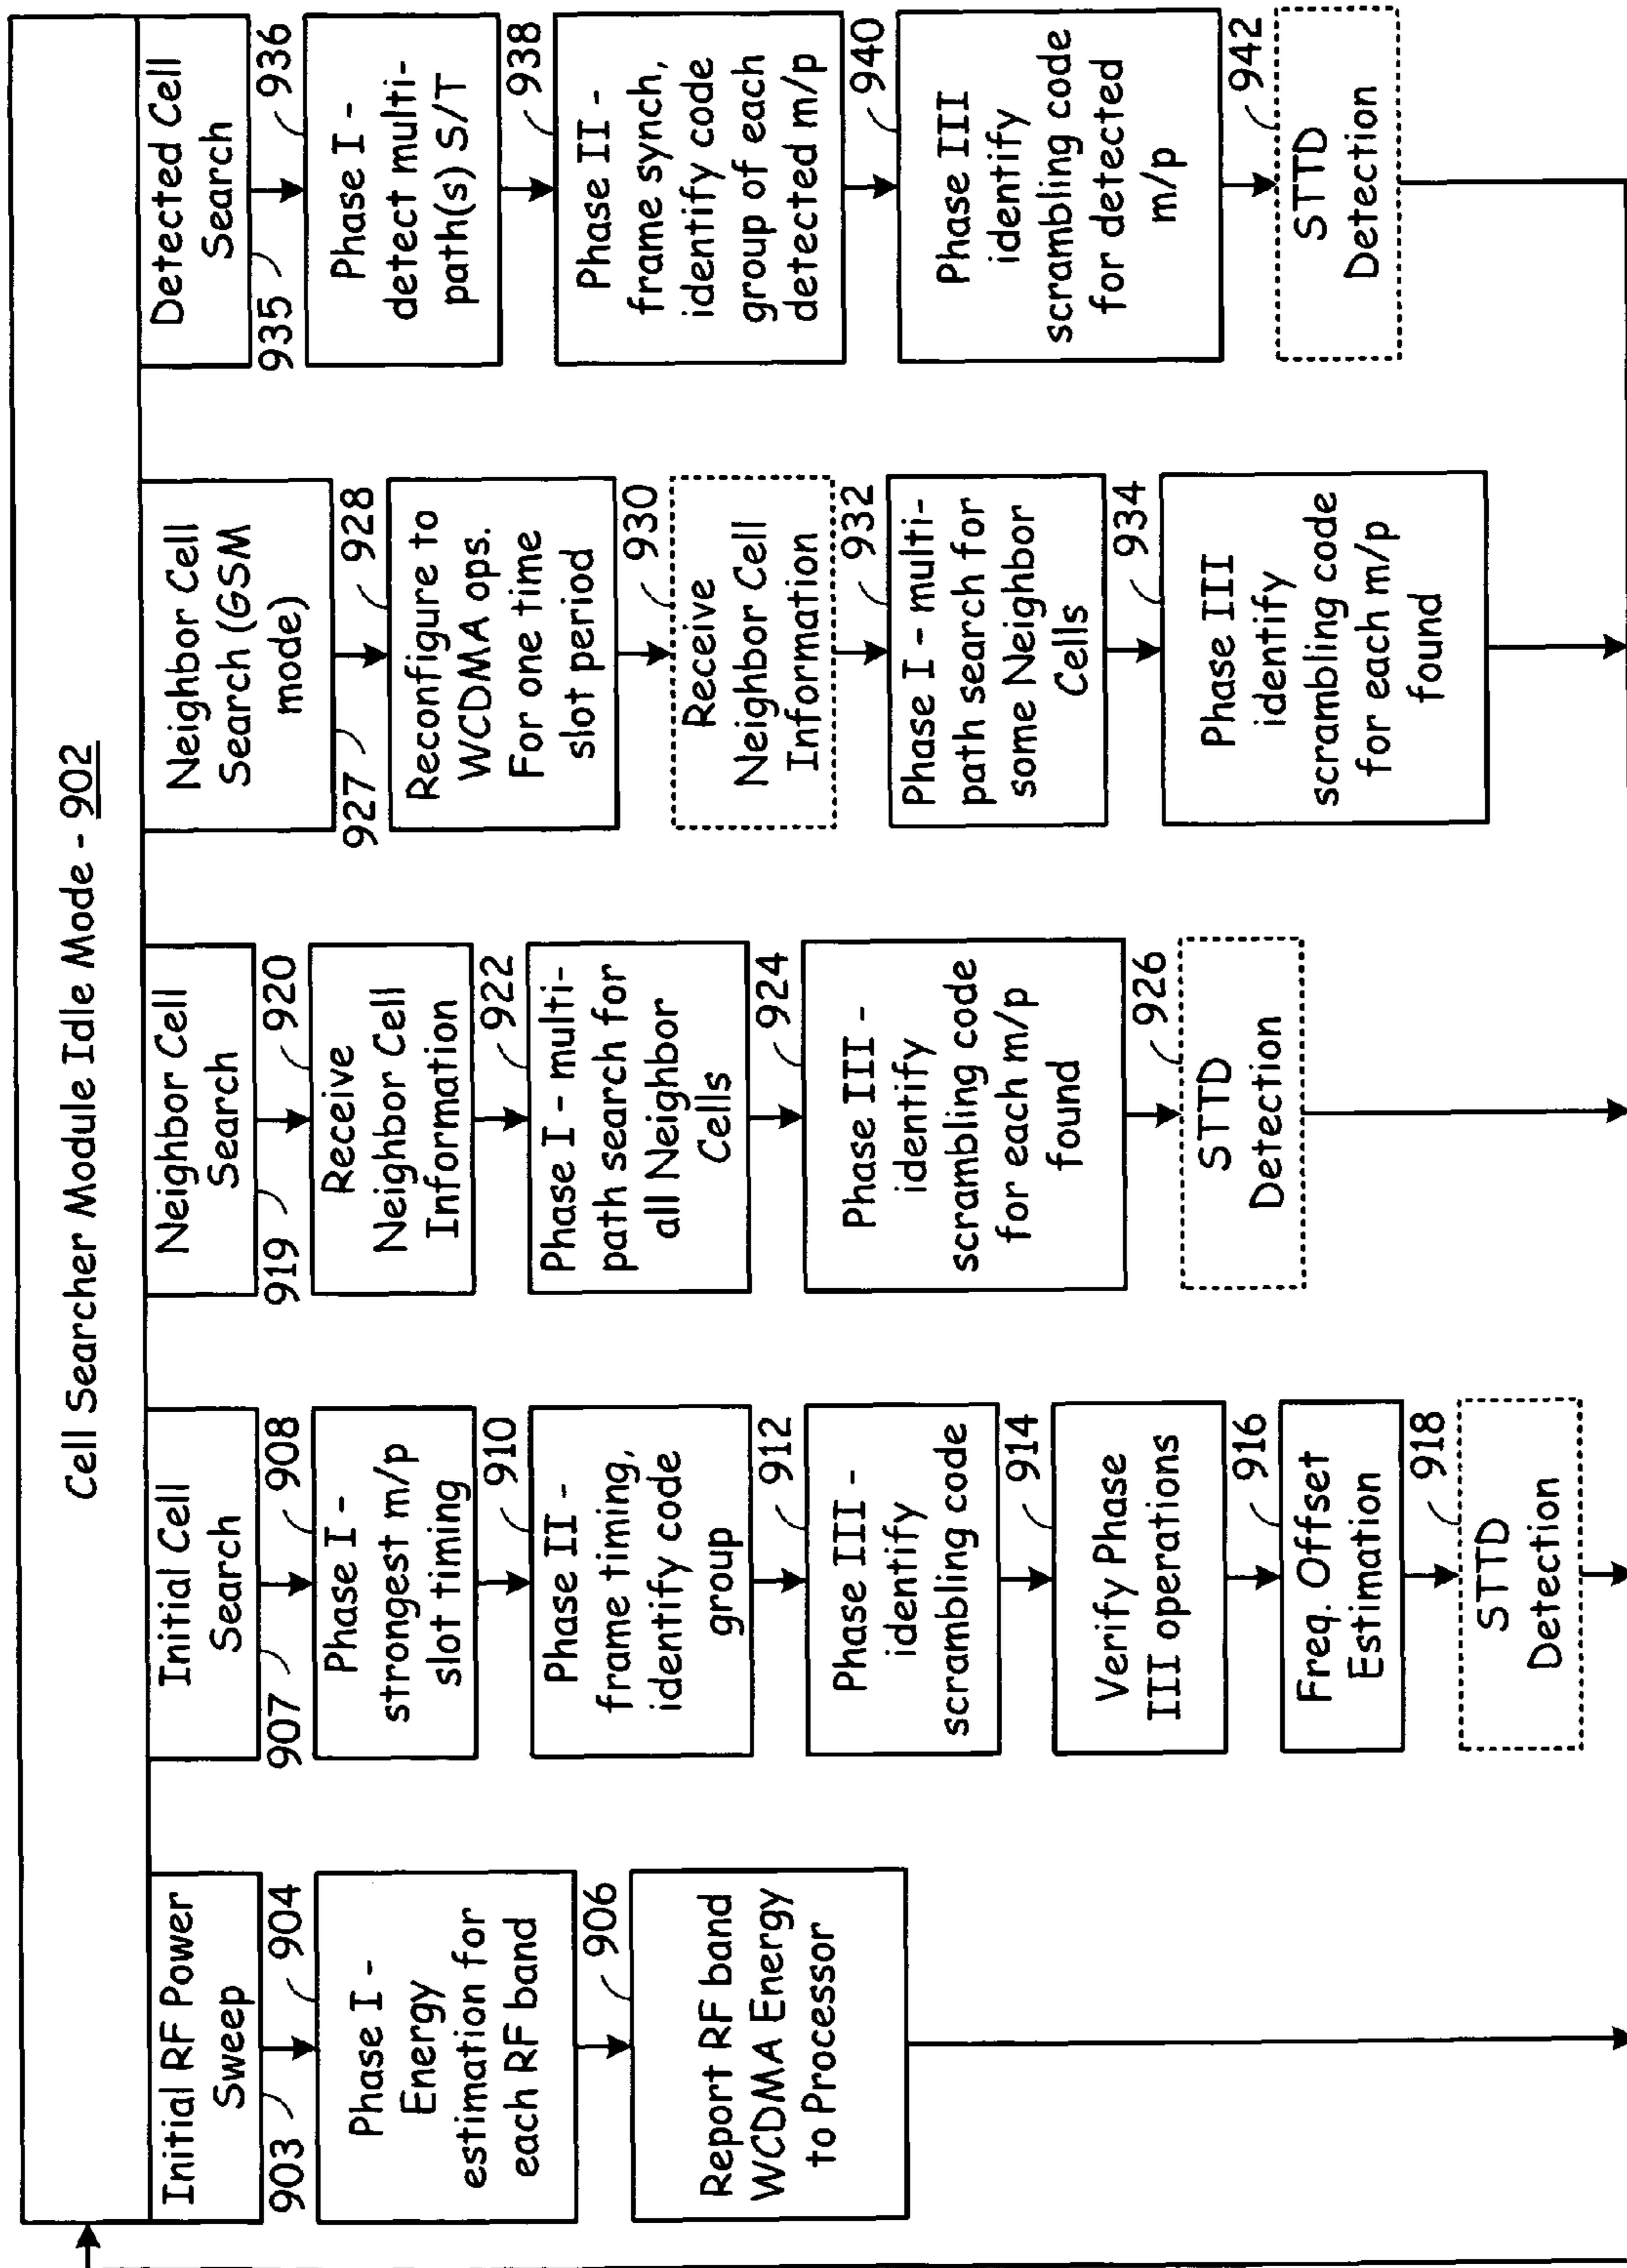 Cell Searcher Module Idle Mode - 902
Initial RF Power
Sweep
903
904
Phase I -
Energy
estimation for
each RF band
906
Report RF band
WCDMA Energy
to Processor
Initial Cell
Search
907
908
Phase I -
strongest m/p
slot timing
910
Phase II -
frame timing,
identify code
group
912
Phase III -
identify
scrambling code
914
Verify Phase
III operations
916
Freq. Offset
Estimation
918
STTD
Detection
Neighbor Cell
Search
919
920
Receive
Neighbor Cell
Information
922
Phase I - multi-
path search for
all Neighbor
Cells
924
Phase III -
identify
scrambling code
for each m/p
found
926
STTD
Detection
Neighbor Cell
Search (GSM
mode)
927
928
Reconfigure to
WCDMA ops.
For one time
slot period
930
Receive
Neighbor Cell
Information
932
Phase I - multi-
path search for
some Neighbor
Cells
934
Phase III
identify
scrambling code
for each m/p
found
Detected Cell
Search
935
936
Phase I -
detect multi-
path(s) S/T
938
Phase II -
frame synch,
identify code
group of each
detected m/p
940
Phase III
identify
scrambling code
for detected
m/p
942
STTD
Detection